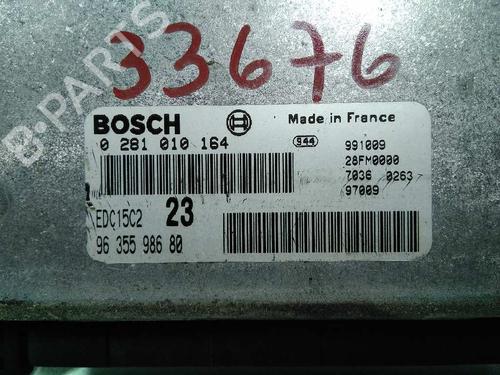 33676
B-PARTS
BOSCH
Made in France
0 281 010 164
S44
991009
28FM0000
7036 0263
97009
EDC15C2 23
96 355 986 80